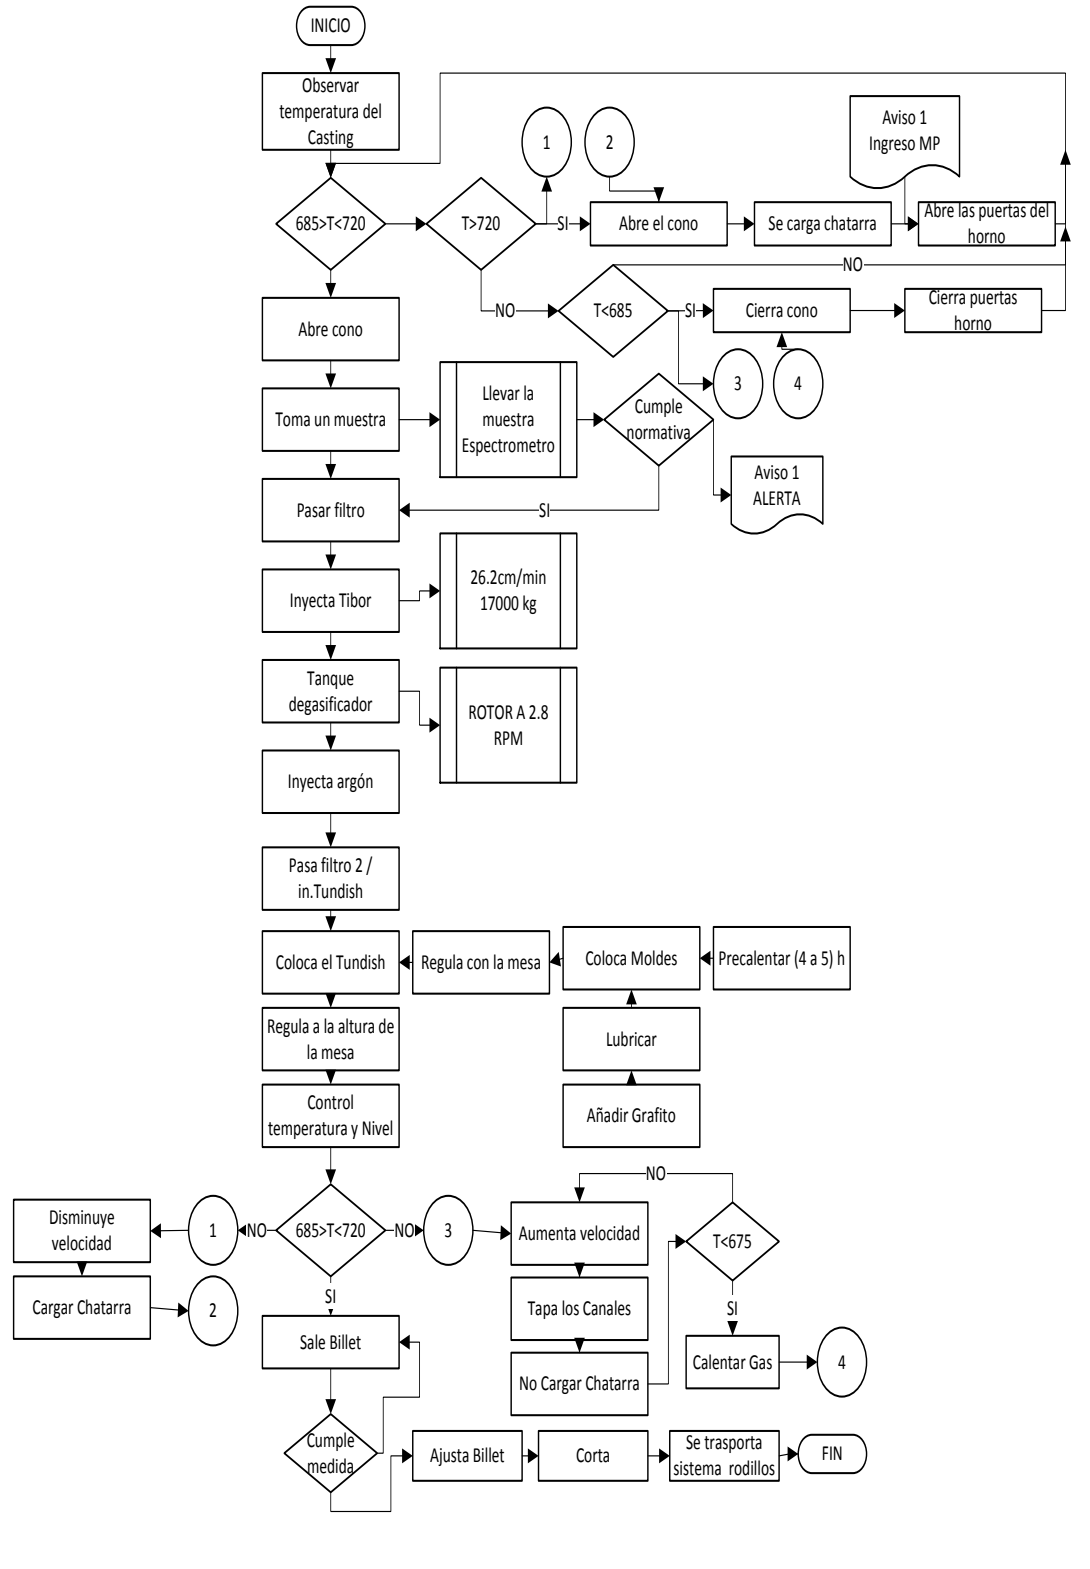 INICIO
Observar
temperatura del
Casting
1
2
Aviso 1
Ingreso MP
685>T<720
T>720
SI
Abre el cono
Se carga chatarra
Abre las puertas del
horno
NO
NO
T<685
SI
Cierra cono
Cierra puertas
horno
Abre cono
3
4
Toma un muestra
Llevar la
muestra
Espectrometro
Cumple
normativa
Aviso 1
ALERTA
Pasar filtro
SI
Inyecta Tibor
26.2cm/min
17000 kg
Tanque
degasificador
ROTOR A 2.8
RPM
Inyecta argón
Pasa filtro 2 /
in.Tundish
Coloca el Tundish
Regula con la mesa
Coloca Moldes
Precalentar (4 a 5) h
Regula a la altura de
la mesa
Lubricar
Control
temperatura y Nivel
Añadir Grafito
NO
Disminuye
velocidad
1
NO
685>T<720
NO
3
Aumenta velocidad
T<675
Cargar Chatarra
2
SI
Tapa los Canales
SI
Sale Billet
No Cargar Chatarra
Calentar Gas
4
Cumple
medida
Ajusta Billet
Corta
Se trasporta
sistema rodillos
FIN